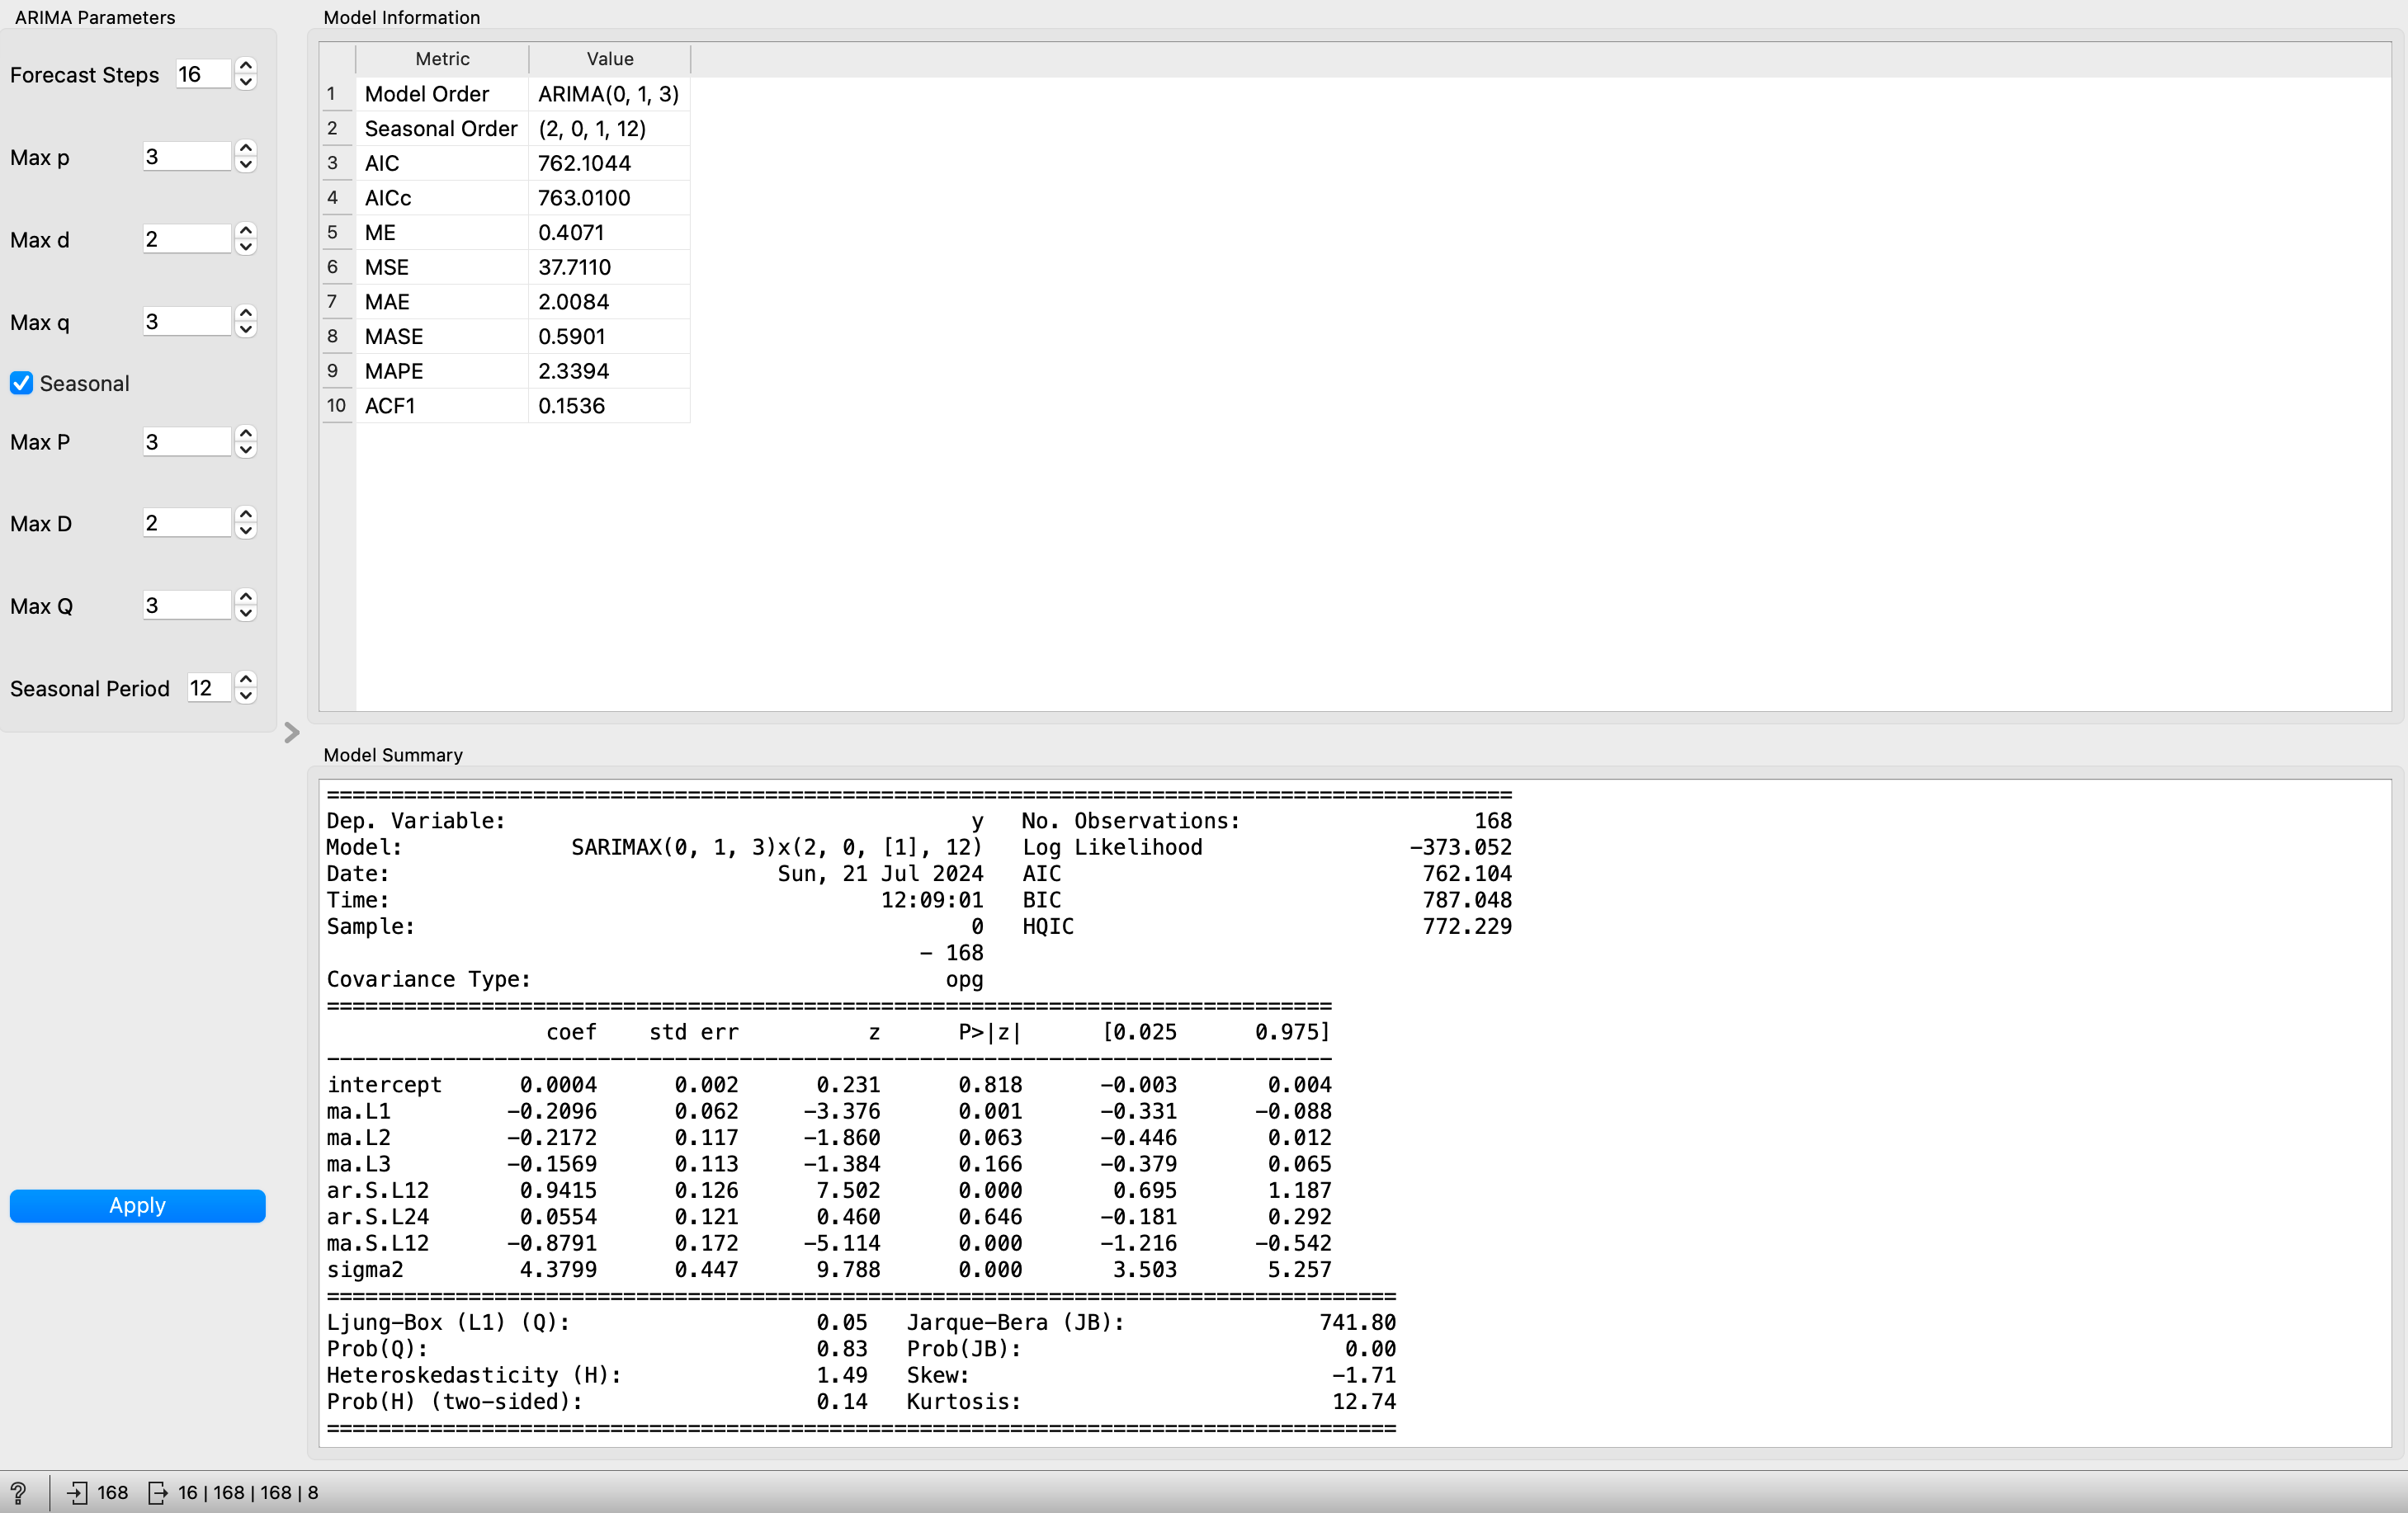 ARIMA Parameters
Forecast Steps 16
Max p 3
Max d 2
Max q 3
Seasonal
Max P 3
Max D 2
Max Q 3
Seasonal Period 12
Apply
Model Information
Metric Value
1 Model Order ARIMA(0, 1, 3)
2 Seasonal Order (2, 0, 1, 12)
3 AIC 762.1044
4 AICc 763.0100
5 ME 0.4071
6 MSE 37.7110
7 MAE 2.0084
8 MASE 0.5901
9 MAPE 2.3394
10 ACF1 0.1536
Model Summary
Dep. Variable: y No. Observations: 168
Model: SARIMAX(0, 1, 3)x(2, 0, [1], 12) Log Likelihood -373.052
Date: Sun, 21 Jul 2024 AIC 762.104
Time: 12:09:01 BIC 787.048
Sample: 0 HQIC 772.229
- 168
Covariance Type: opg
coef std err z P>|z| [0.025 0.975]
intercept 0.0004 0.002 0.231 0.818 -0.003 0.004
ma.L1 -0.2096 0.062 -3.376 0.001 -0.331 -0.088
ma.L2 -0.2172 0.117 -1.860 0.063 -0.446 0.012
ma.L3 -0.1569 0.113 -1.384 0.166 -0.379 0.065
ar.S.L12 0.9415 0.126 7.502 0.000 0.695 1.187
ar.S.L24 0.0554 0.121 0.460 0.646 -0.181 0.292
ma.S.L12 -0.8791 0.172 -5.114 0.000 -1.216 -0.542
sigma2 4.3799 0.447 9.788 0.000 3.503 5.257
Ljung-Box (L1) (Q): 0.05 Jarque-Bera (JB): 741.80
Prob(Q): 0.83 Prob(JB): 0.00
Heteroskedasticity (H): 1.49 Skew: -1.71
Prob(H) (two-sided): 0.14 Kurtosis: 12.74
? 168 16 | 168 | 168 | 8